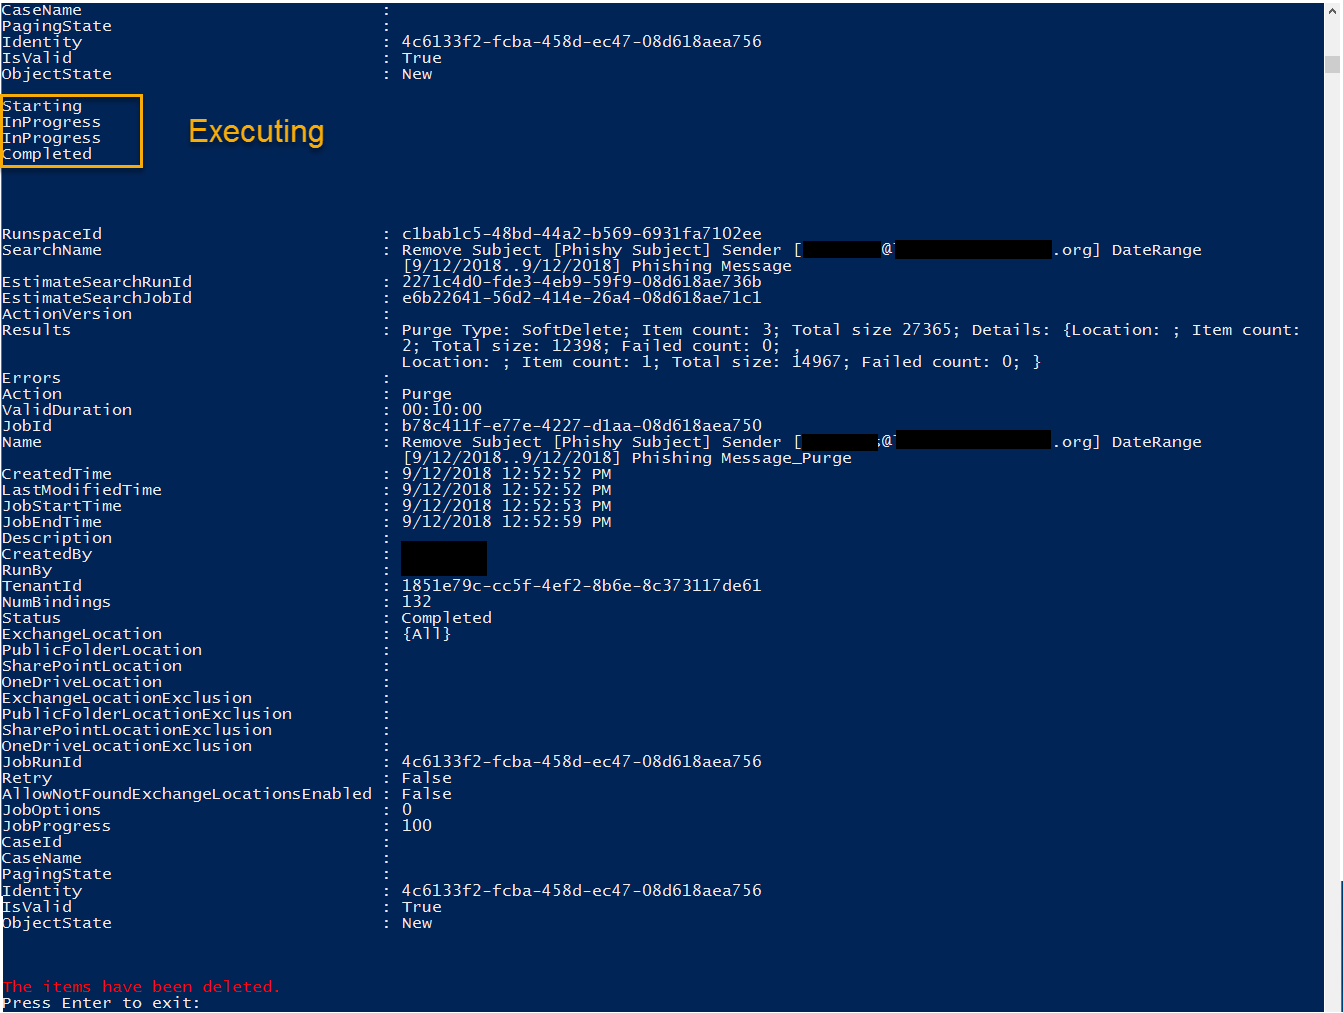 CaseName :
PagingState :
Identity : 4c6133f2-fcba-458d-ec47-08d618aea756
IsValid : True
ObjectState : New
Starting
InProgress
InProgress
Completed
Executing
RunspaceId : c1bab1c5-48bd-44a2-b569-6931fa7102ee
SearchName : Remove Subject [Phishy Subject] Sender [ @ .org] DateRange
[9/12/2018..9/12/2018] Phishing Message
EstimateSearchRunId : 2271c4d0-fde3-4eb9-59f9-08d618ae736b
EstimateSearchJobId : e6b22641-56d2-414e-26a4-08d618ae71c1
ActionVersion :
Results : Purge Type: SoftDelete; Item count: 3; Total size 27365; Details: {Location: ; Item count:
2; Total size: 12398; Failed count: 0; ,
Location: ; Item count: 1; Total size: 14967; Failed count: 0; }
Errors :
Action : Purge
ValidDuration : 00:10:00
JobId : b78c411f-e77e-4227-d1aa-08d618aea750
Name : Remove Subject [Phishy Subject] Sender [ @ .org] DateRange
[9/12/2018..9/12/2018] Phishing Message_Purge
CreatedTime : 9/12/2018 12:52:52 PM
LastModifiedTime : 9/12/2018 12:52:52 PM
JobStartTime : 9/12/2018 12:52:53 PM
JobEndTime : 9/12/2018 12:52:59 PM
Description :
CreatedBy :
RunBy :
TenantId : 1851e79c-cc5f-4ef2-8b6e-8c373117de61
NumBindings : 132
Status : Completed
ExchangeLocation : {All}
PublicFolderLocation :
SharePointLocation :
OneDriveLocation :
ExchangeLocationExclusion :
PublicFolderLocationExclusion :
SharePointLocationExclusion :
OneDriveLocationExclusion :
JobRunId : 4c6133f2-fcba-458d-ec47-08d618aea756
Retry : False
AllowNotFoundExchangeLocationsEnabled : False
JobOptions : 0
JobProgress : 100
CaseId :
CaseName :
PagingState :
Identity : 4c6133f2-fcba-458d-ec47-08d618aea756
IsValid : True
ObjectState : New
The items have been deleted.
Press Enter to exit: